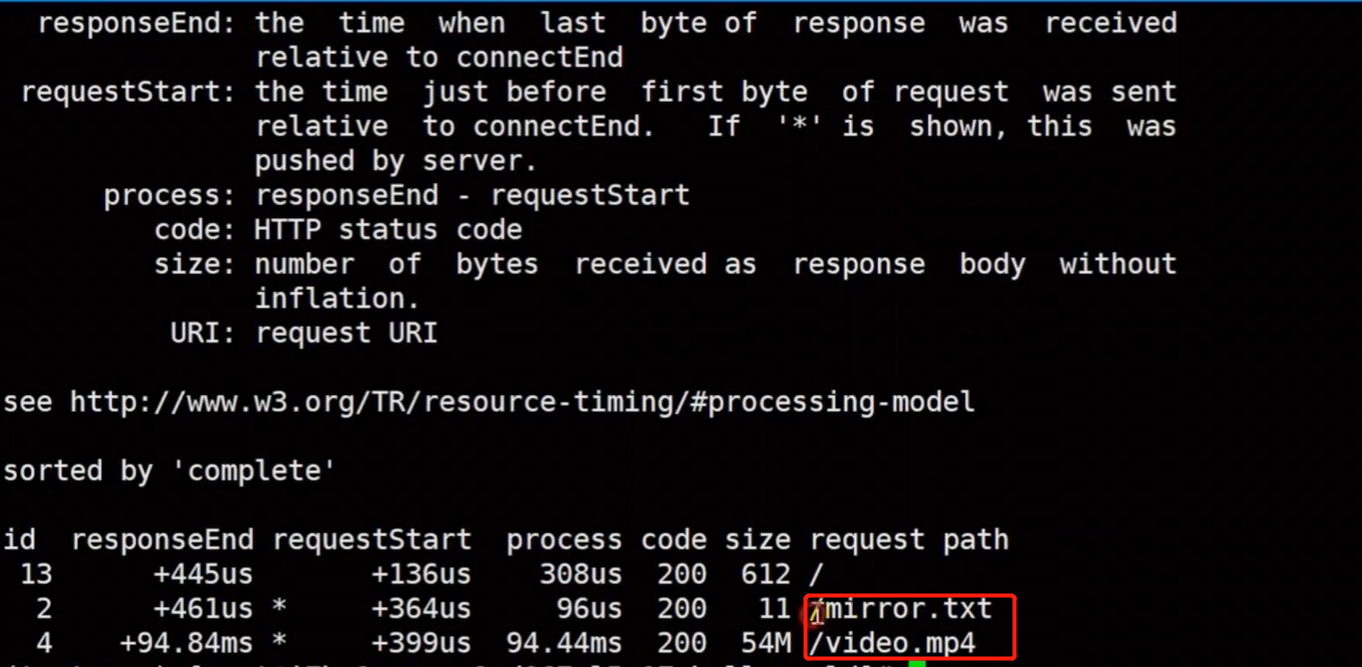 responseEnd: the time when last byte of response was received
relative to connectEnd
requestStart: the time just before first byte of request was sent
relative to connectEnd. If '*' is shown, this was
pushed by server.
process: responseEnd - requestStart
code: HTTP status code
size: number of bytes received as response body without
inflation.
URI: request URI
see http://www.w3.org/TR/resource-timing/#processing-model
sorted by 'complete'
id responseEnd requestStart process code size request path
13 +445us +136us 308us 200 612 /
2 +461us * +364us 96us 200 11 /mirror.txt
4 +94.84ms * +399us 94.44ms 200 54M /video.mp4